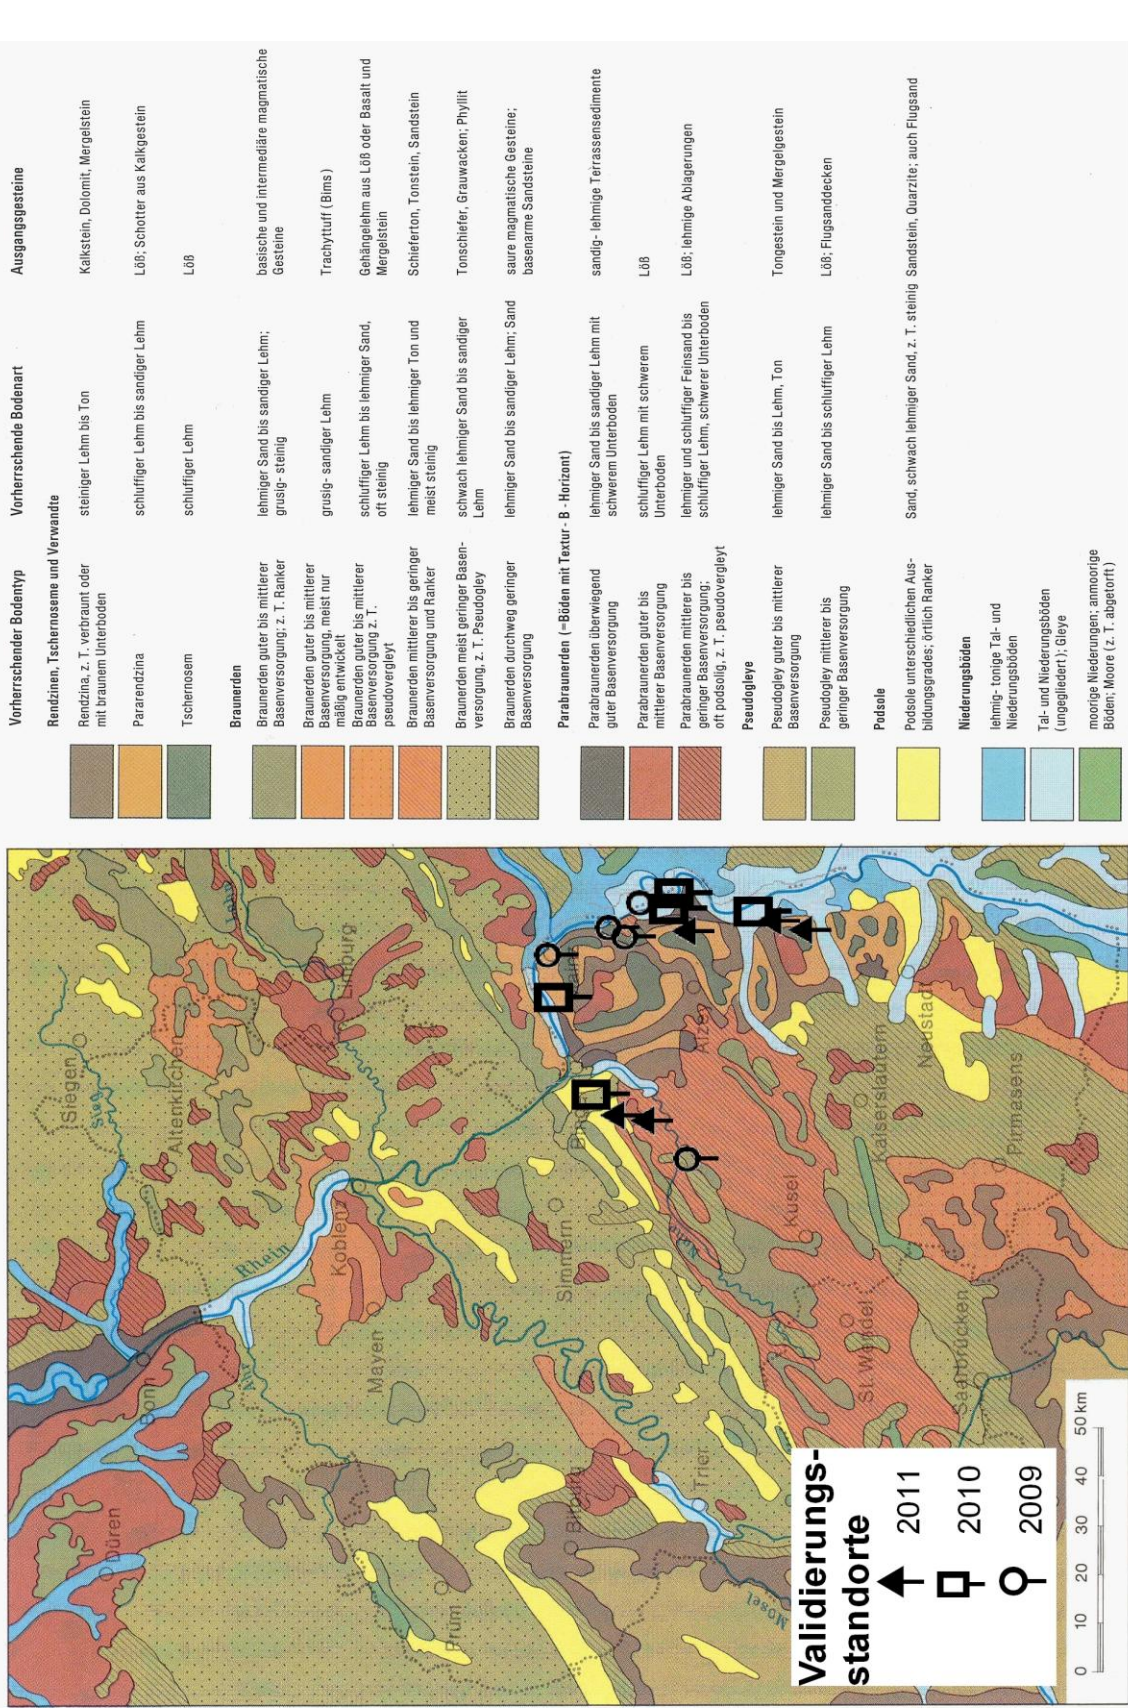 Vorherrschender Bodentyp
Vorherrschende Bodenart
Ausgangsgesteine
Rendzinen, Tschernoseme und Verwandte
Rendzina, z. T. verbraunt oder
mit braunem Unterboden
steiniger Lehm bis Ton
Kalkstein, Dolomit, Mergelstein
Pararendzina
schluffiger Lehm bis sandiger Lehm
Löß; Schotter aus Kalkgestein
Tschernosem
schluffiger Lehm
Löß
Braunerden
Braunerden guter bis mittlerer
Basenversorgung; z. T. Ranker
lehmiger Sand bis sandiger Lehm;
grusig- steinig
basische und intermediäre magmatische
Gesteine
Braunerden guter bis mittlerer
Basenversorgung, meist nur
mäßig entwickelt
grusig- sandiger Lehm
Trachyttuff (Bims)
Braunerden guter bis mittlerer
Basenversorgung z. T.
pseudovergleyt
schluffiger Lehm bis lehmiger Sand,
oft steinig
Gehängelehm aus Löß oder Basalt und
Mergelstein
Braunerden mittlerer bis geringer
Basenversorgung und Ranker
lehmiger Sand bis lehmiger Ton und
meist steinig
Schieferton, Tonstein, Sandstein
Braunerden meist geringer Basen-
versorgung, z. T. Pseudogley
schwach lehmiger Sand bis sandiger
Lehm
Tonschiefer, Grauwacken; Phyllit
Braunerden durchweg geringer
Basenversorgung
lehmiger Sand bis sandiger Lehm; Sand
saure magmatische Gesteine;
basenarme Sandsteine
Parabraunerden (=Böden mit Textur- B -Horizont)
Parabraunerden überwiegend
guter Basenversorgung
lehmiger Sand bis sandiger Lehm mit
schwerem Unterboden
sandig- lehmige Terrassensedimente
Parabraunerden guter bis
mittlerer Basenversorgung
schluffiger Lehm mit schwerem
Unterboden
Löß
Parabraunerden mittlerer bis
geringer Basenversorgung;
oft podsolig, z. T. pseudovergleyt
lehmiger und schluffiger Feinsand bis
schluffiger Lehm, schwerer Unterboden
Löß; lehmige Ablagerungen
Pseudogleye
Pseudogley guter bis mittlerer
Basenversorgung
lehmiger Sand bis Lehm, Ton
Tongestein und Mergelgestein
Pseudogley mittlerer bis
geringer Basenversorgung
lehmiger Sand bis schluffiger Lehm
Löß; Flugsanddecken
Podsole
Podsole unterschiedlichen Aus-
bildungsgrades; örtlich Ranker
Sand, schwach lehmiger Sand, z. T. steinig
Sandstein, Quarzite; auch Flugsand
Niederungsböden
lehmig- tonige Tal- und
Niederungsböden
Tal- und Niederungsböden
(ungegliedert); Gleye
moorige Niederungen; anmoorige
Böden; Moore (z. T. abgetorft)
Siegen
Sieg
Altenkirchen
Limburg
Lahn
Bonn
Düren
Rhein
Ahr
Koblenz
Mayen
Prüm
Simmern
Bitburg
Trier
Mosel
Nahe
Alzey
Kusel
St. Wendel
Kaiserslautern
Neustadt
Pirmasens
Saarbrücken
Validierungs-
standorte
2011
2010
2009
0 10 20 30 40 50 km